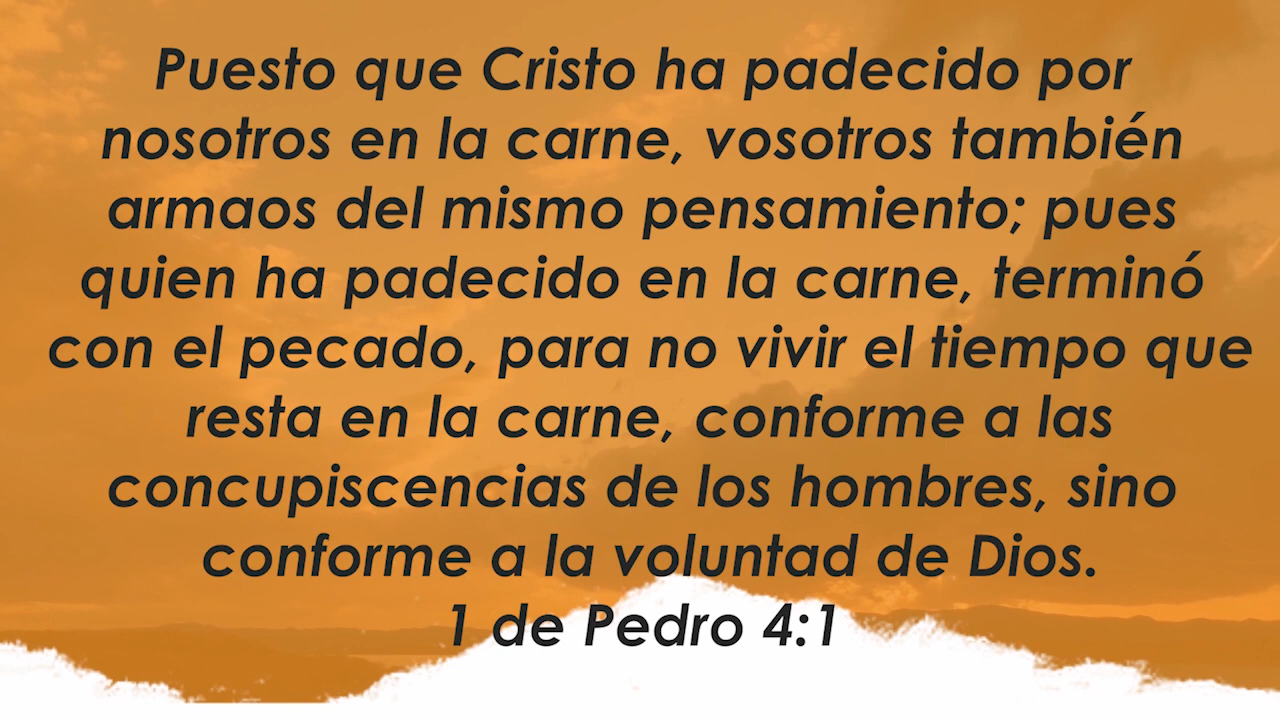 Puesto que Cristo ha padecido por
nosotros en la carne, vosotros también
armaos del mismo pensamiento; pues
quien ha padecido en la carne, terminó
con el pecado, para no vivir el tiempo que
resta en la carne, conforme a las
concupiscencias de los hombres, sino
conforme a la voluntad de Dios.
1 de Pedro 4:1